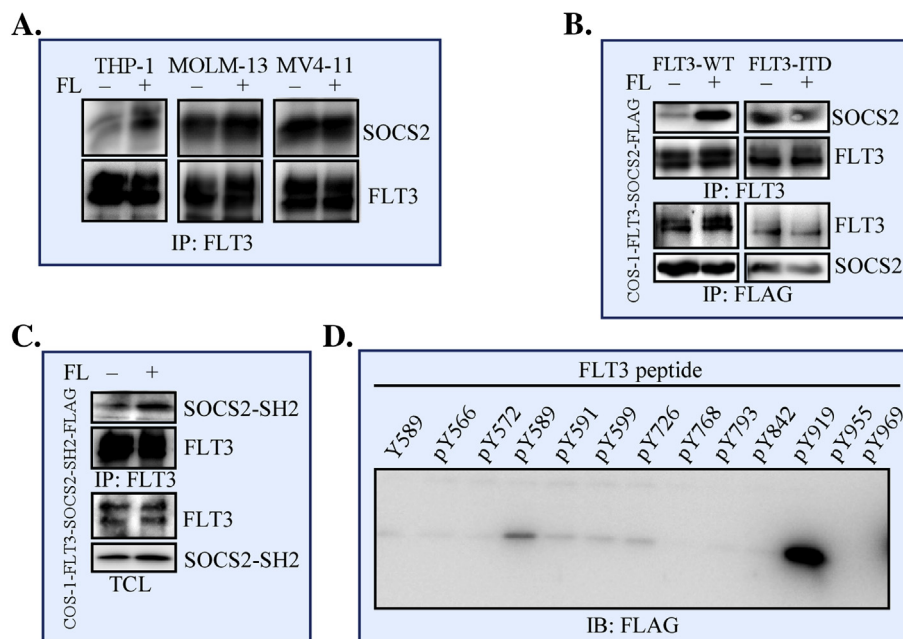 A.
THP-1 MOLM-13 MV4-11
FL – + – + – +
SOCS2
FLT3
IP: FLT3
B.
FLT3-WT FLT3-ITD
FL – + – +
COS-1-FLT3-SOCS2-FLAG
SOCS2
FLT3
IP: FLT3
FLT3
SOCS2
IP: FLAG
C.
FL – +
COS-1-FLT3-SOCS2-SH2-FLAG
SOCS2-SH2
FLT3
IP: FLT3
FLT3
SOCS2-SH2
TCL
D.
FLT3 peptide
Y589 pY566 pY572 pY589 pY591 pY599 pY726 pY768 pY793 pY842 pY919 pY955 pY969
IB: FLAG